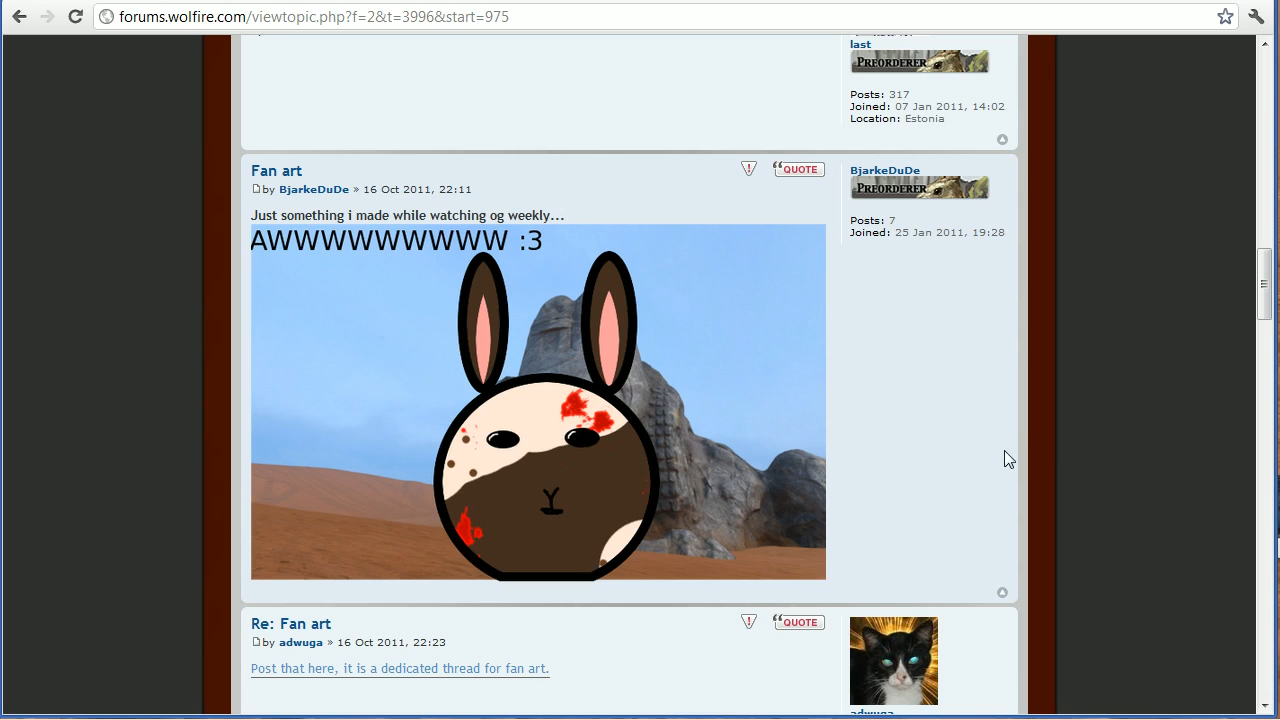 forums.wolfire.com/viewtopic.php?f=2&t=3996&start=975
last
PREORDERER
Posts: 317
Joined: 07 Jan 2011, 14:02
Location: Estonia
Fan art
QUOTE
by BjarkeDuDe » 16 Oct 2011, 22:11
Just something i made while watching og weekly...
AWWWWWWWWW :3
BjarkeDuDe
PREORDERER
Posts: 7
Joined: 25 Jan 2011, 19:28
Re: Fan art
QUOTE
by adwuga » 16 Oct 2011, 22:23
Post that here, it is a dedicated thread for fan art.
adwuga